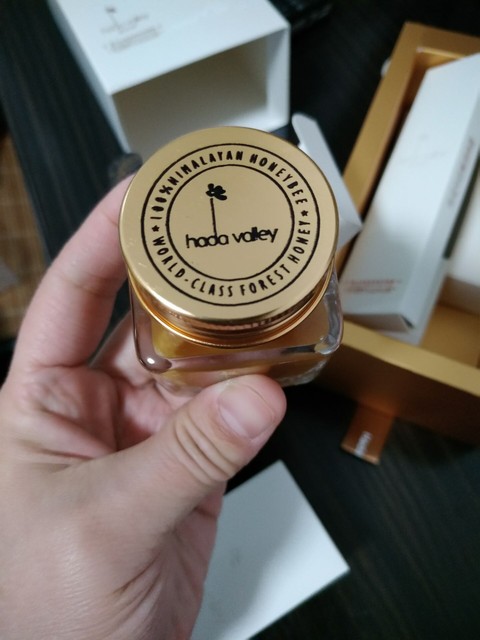 100% HIMALAYAN HONEYBEE
hada valley
WORLD-CLASS FOREST HONEY